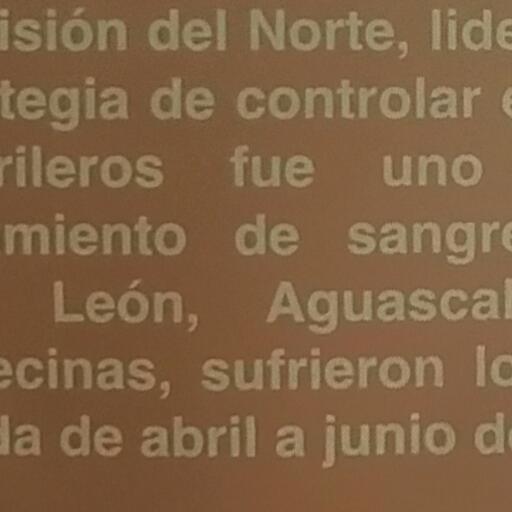 isión del Norte, lide
tegia de controlar e
rileros fue uno
miento de sangre
León, Aguascal
ecinas, sufrieron lo
da de abril a junio de